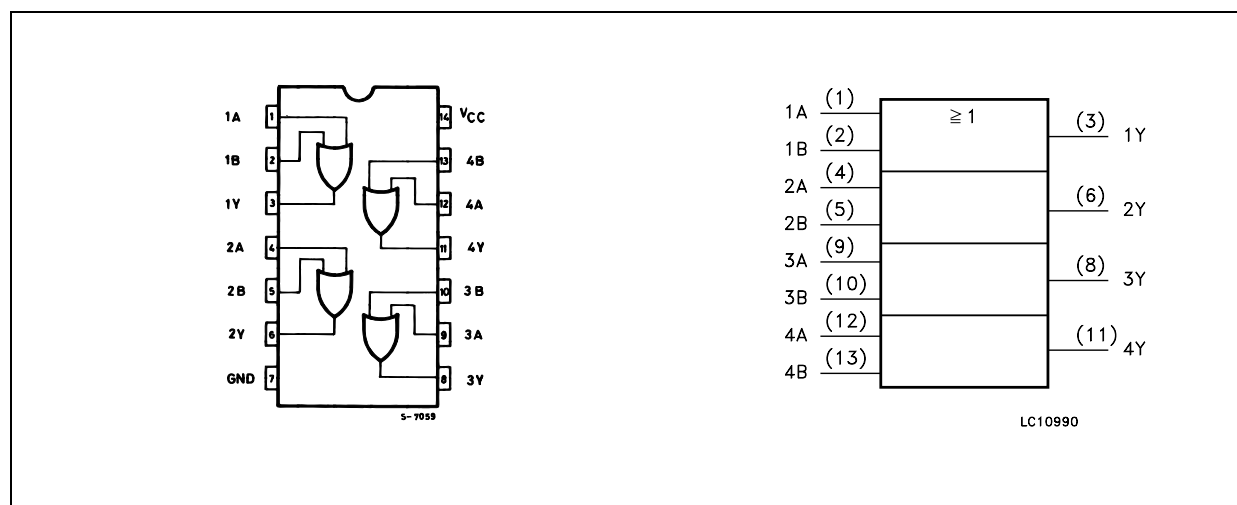 1A 1 14 VCC
1B 2 13 4B
1Y 3 12 4A
2A 4 11 4Y
2B 5 10 3B
2Y 6 9 3A
GND 7 8 3Y
S-7059
1A (1) ≧ 1 (3) 1Y
1B (2)
2A (4) (6) 2Y
2B (5)
3A (9) (8) 3Y
3B (10)
4A (12) (11) 4Y
4B (13)
LC10990